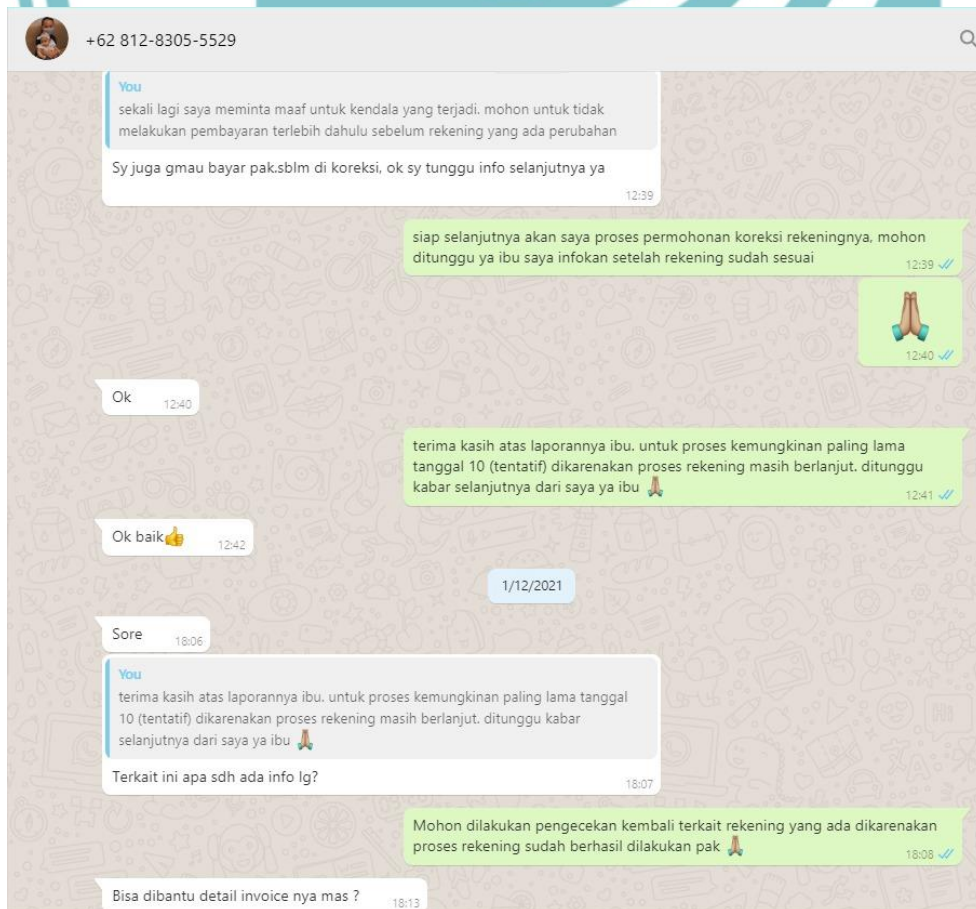 +62 812-8305-5529
You
sekali lagi saya meminta maaf untuk kendala yang terjadi. mohon untuk tidak
melakukan pembayaran terlebih dahulu sebelum rekening yang ada perubahan
Sy juga gmau bayar pak.sblm di koreksi, ok sy tunggu info selanjutnya ya
12:39
siap selanjutnya akan saya proses permohonan koreksi rekeningnya, mohon
ditunggu ya ibu saya infokan setelah rekening sudah sesuai
12:39
12:40
Ok
12:40
terima kasih atas laporannya ibu. untuk proses kemungkinan paling lama
tanggal 10 (tentatif) dikarenakan proses rekening masih berlanjut. ditunggu
kabar selanjutnya dari saya ya ibu 🙏🏼
12:41
Ok baik👍
12:42
1/12/2021
Sore
18:06
You
terima kasih atas laporannya ibu. untuk proses kemungkinan paling lama tanggal
10 (tentatif) dikarenakan proses rekening masih berlanjut. ditunggu kabar
selanjutnya dari saya ya ibu 🙏🏼
Terkait ini apa sdh ada info lg?
18:07
Mohon dilakukan pengecekan kembali terkait rekening yang ada dikarenakan
proses rekening sudah berhasil dilakukan pak 🙏🏼
18:08
Bisa dibantu detail invoice nya mas ?
18:13